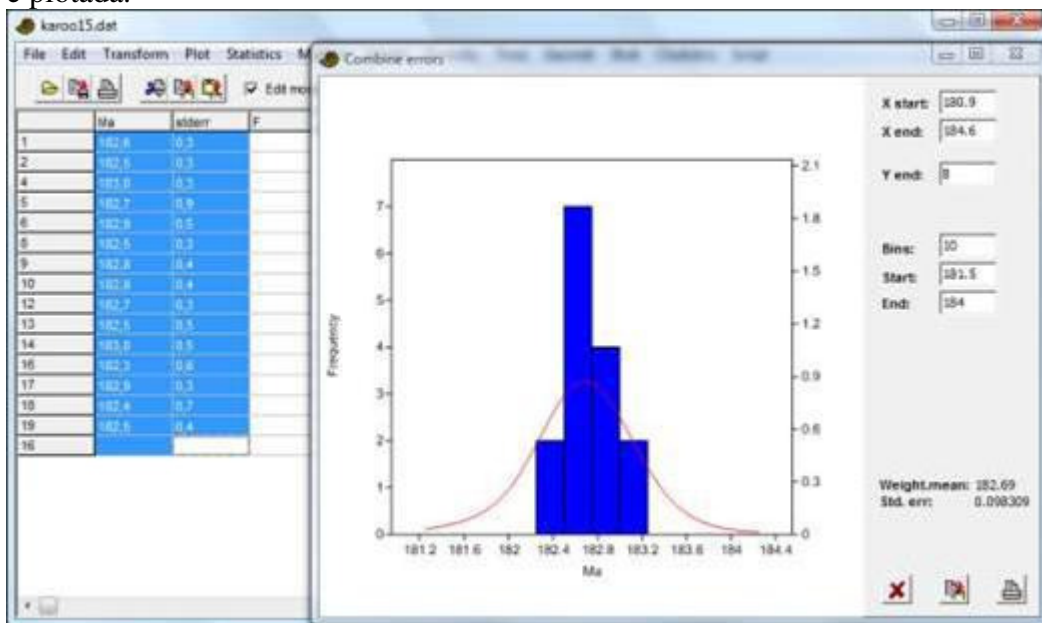 e plotada.
karoo15.dat
File Edit Transform Plot Statistics M
Combine errors
Edit mo
Ma stderr F
1 182,6 0,3
2 182,5 0,3
4 183,0 0,3
5 182,7 0,9
6 182,9 0,5
8 182,5 0,3
9 182,8 0,4
10 182,8 0,4
12 182,7 0,3
13 182,5 0,5
14 183,0 0,5
16 182,3 0,6
17 182,9 0,3
18 182,4 0,7
19 182,5 0,4
16
X start: 180.9
X end: 184.6
Y end: 8
Bins: 10
Start: 181.5
End: 184
Weight.mean: 182.69
Std. err: 0.098309
Frequency
7
6
5
4
3
2
1
0
2.1
1.8
1.5
1.2
0.9
0.6
0.3
0
181.2 181.6 182 182.4 182.8 183.2 183.6 184 184.4
Ma